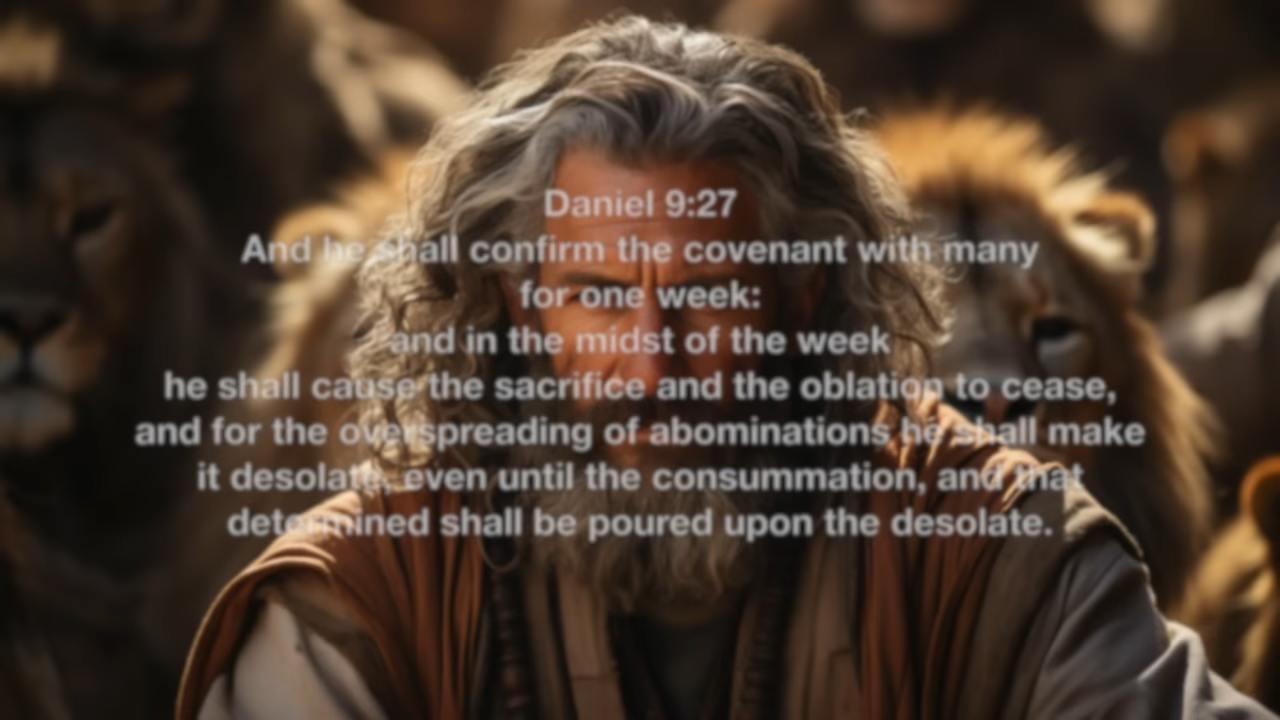 Daniel 9:27
And he shall confirm the covenant with many
for one week:
and in the midst of the week
he shall cause the sacrifice and the oblation to cease,
and for the overspreading of abominations he shall make
it desolate, even until the consummation, and that
determined shall be poured upon the desolate.